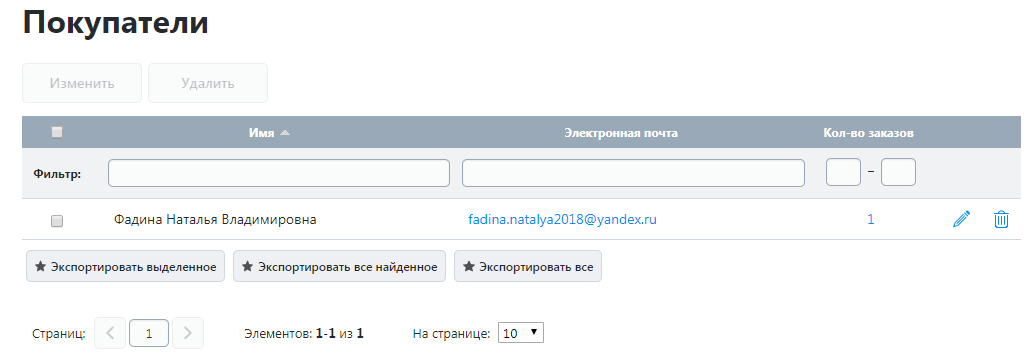 Покупатели
Изменить Удалить
Имя Электронная почта Кол-во заказов
Фильтр: –
Фадина Наталья Владимировна fadina.natalya2018@yandex.ru 1
Экспортировать выделенное Экспортировать все найденное Экспортировать все
Страниц: 1 Элементов: 1-1 из 1 На странице: 10